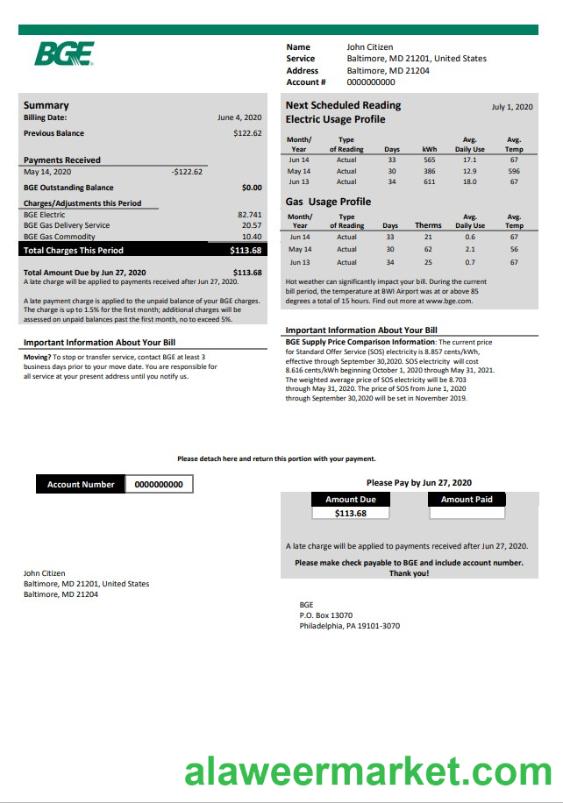 BGE
Name John Citizen
Service Baltimore, MD 21201, United States
Address Baltimore, MD 21204
Account # 0000000000
Summary
Billing Date: June 4, 2020
Previous Balance $122.62
Payments Received
May 14, 2020 -$122.62
BGE Outstanding Balance $0.00
Charges/Adjustments this Period
BGE Electric 82.741
BGE Gas Delivery Service 20.57
BGE Gas Commodity 10.40
Total Charges This Period $113.68
Total Amount Due by Jun 27, 2020 $113.68
A late charge will be applied to payments received after Jun 27, 2020.
A late payment charge is applied to the unpaid balance of your BGE charges.
The charge is up to 1.5% for the first month; additional charges will be
assessed on unpaid balances past the first month, no to exceed 5%.
Important Information About Your Bill
Moving? To stop or transfer service, contact BGE at least 3
business days prior to your move date. You are responsible for
all service at your present address until you notify us.
Next Scheduled Reading July 1, 2020
Electric Usage Profile
Month/ Type Avg. Avg.
Year of Reading Days kWh Daily Use Temp
Jun 14 Actual 33 565 17.1 67
May 14 Actual 30 386 12.9 596
Jun 13 Actual 34 611 18.0 67
Gas Usage Profile
Month/ Type Avg. Avg.
Year of Reading Days Therms Daily Use Temp
Jun 14 Actual 33 21 0.6 67
May 14 Actual 30 62 2.1 56
Jun 13 Actual 34 25 0.7 67
Hot weather can significantly impact your bill. During the current
bill period, the temperature at BWI Airport was at or above 85
degrees a total of 15 hours. Find out more at www.bge.com.
Important Information About Your Bill
BGE Supply Price Comparison Information: The current price
for Standard Offer Service (SOS) electricity is 8.857 cents/kWh,
effective through September 30,2020. SOS electricity will cost
8.616 cents/kWh beginning October 1, 2020 through May 31, 2021.
The weighted average price of SOS electricity will be 8.703
through May 31, 2020. The price of SOS from June 1, 2020
through September 30,2020 will be set in November 2019.
Please detach here and return this portion with your payment.
Account Number 0000000000
Please Pay by Jun 27, 2020
Amount Due Amount Paid
$113.68
A late charge will be applied to payments received after Jun 27, 2020.
Please make check payable to BGE and include account number.
Thank you!
John Citizen
Baltimore, MD 21201, United States
Baltimore, MD 21204
BGE
P.O. Box 13070
Philadelphia, PA 19101-3070
alaweermarket.com